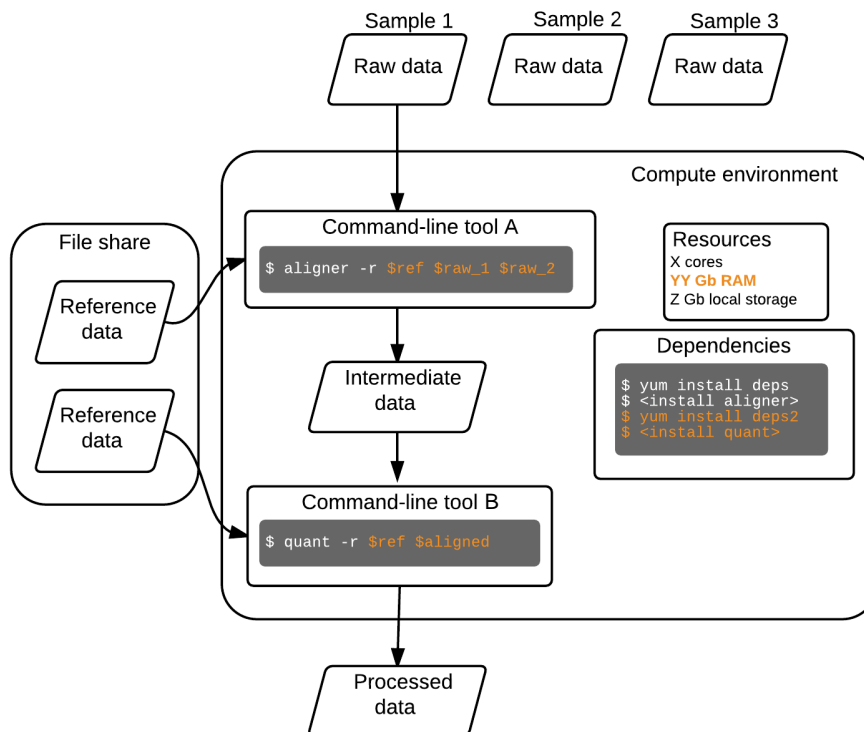 Sample 1
Sample 2
Sample 3
Raw data
Raw data
Raw data
Compute environment
File share
Reference
data
Reference
data
Command-line tool A
$ aligner -r $ref $raw_1 $raw_2
Intermediate
data
Command-line tool B
$ quant -r $ref $aligned
Resources
X cores
YY Gb RAM
Z Gb local storage
Dependencies
$ yum install deps
$ <install aligner>
$ yum install deps2
$ <install quant>
Processed
data